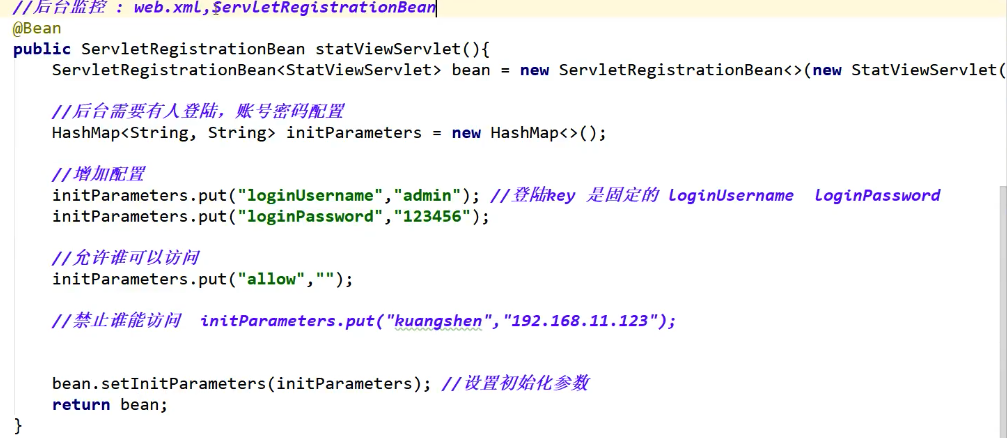 //后台监控 : web.xml,ServletRegistrationBean
@Bean
public ServletRegistrationBean statViewServlet(){
    ServletRegistrationBean<StatViewServlet> bean = new ServletRegistrationBean<>(new StatViewServlet(
    //后台需要有人登陆，账号密码配置
    HashMap<String, String> initParameters = new HashMap<>();
    //增加配置
    initParameters.put("loginUsername","admin"); //登陆key 是固定的 loginUsername  loginPassword
    initParameters.put("loginPassword","123456");
    //允许谁可以访问
    initParameters.put("allow","");
    //禁止谁能访问  initParameters.put("kuangshen","192.168.11.123");
    bean.setInitParameters(initParameters); //设置初始化参数
    return bean;
}